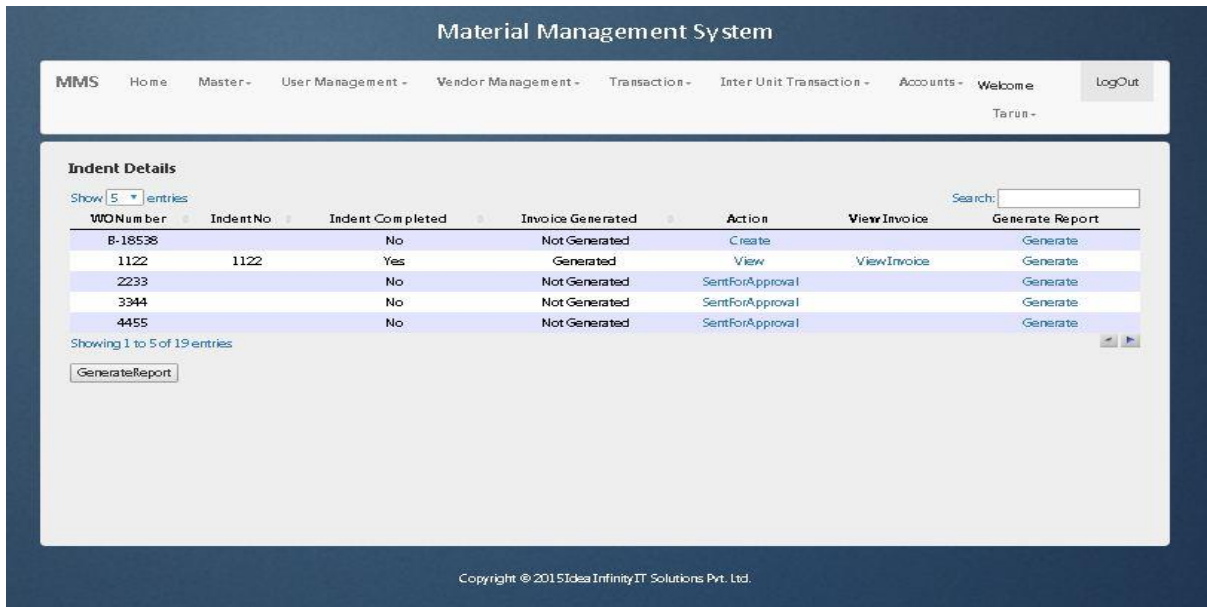 Material Management System
MMS Home Master User Management Vendor Management Transaction Inter Unit Transaction Accounts Welcome LogOut
Tarun
Indent Details
Show 5 entries Search:
WONumber IndentNo Indent Completed Invoice Generated Action View Invoice Generate Report
B-18538 No Not Generated Create Generate
1122 1122 Yes Generated View ViewInvoice Generate
2233 No Not Generated SentForApproval Generate
3344 No Not Generated SentForApproval Generate
4455 No Not Generated SentForApproval Generate
Showing 1 to 5 of 19 entries
GenerateReport
Copyright © 2015 Idea Infinity IT Solutions Pvt. Ltd.